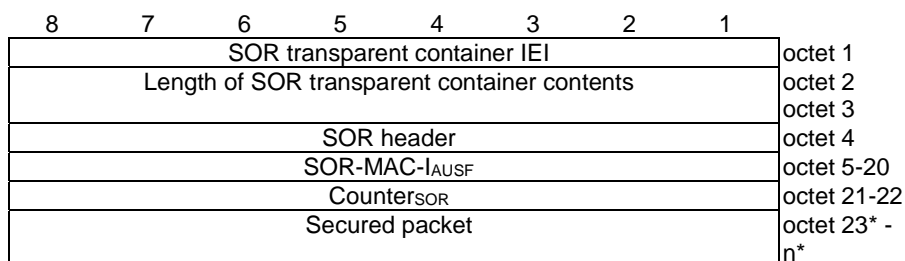 8 7 6 5 4 3 2 1
SOR transparent container IEI octet 1
Length of SOR transparent container contents octet 2
octet 3
SOR header octet 4
SOR-MAC-IAUSF octet 5-20
CounterSOR octet 21-22
Secured packet octet 23* -
n*